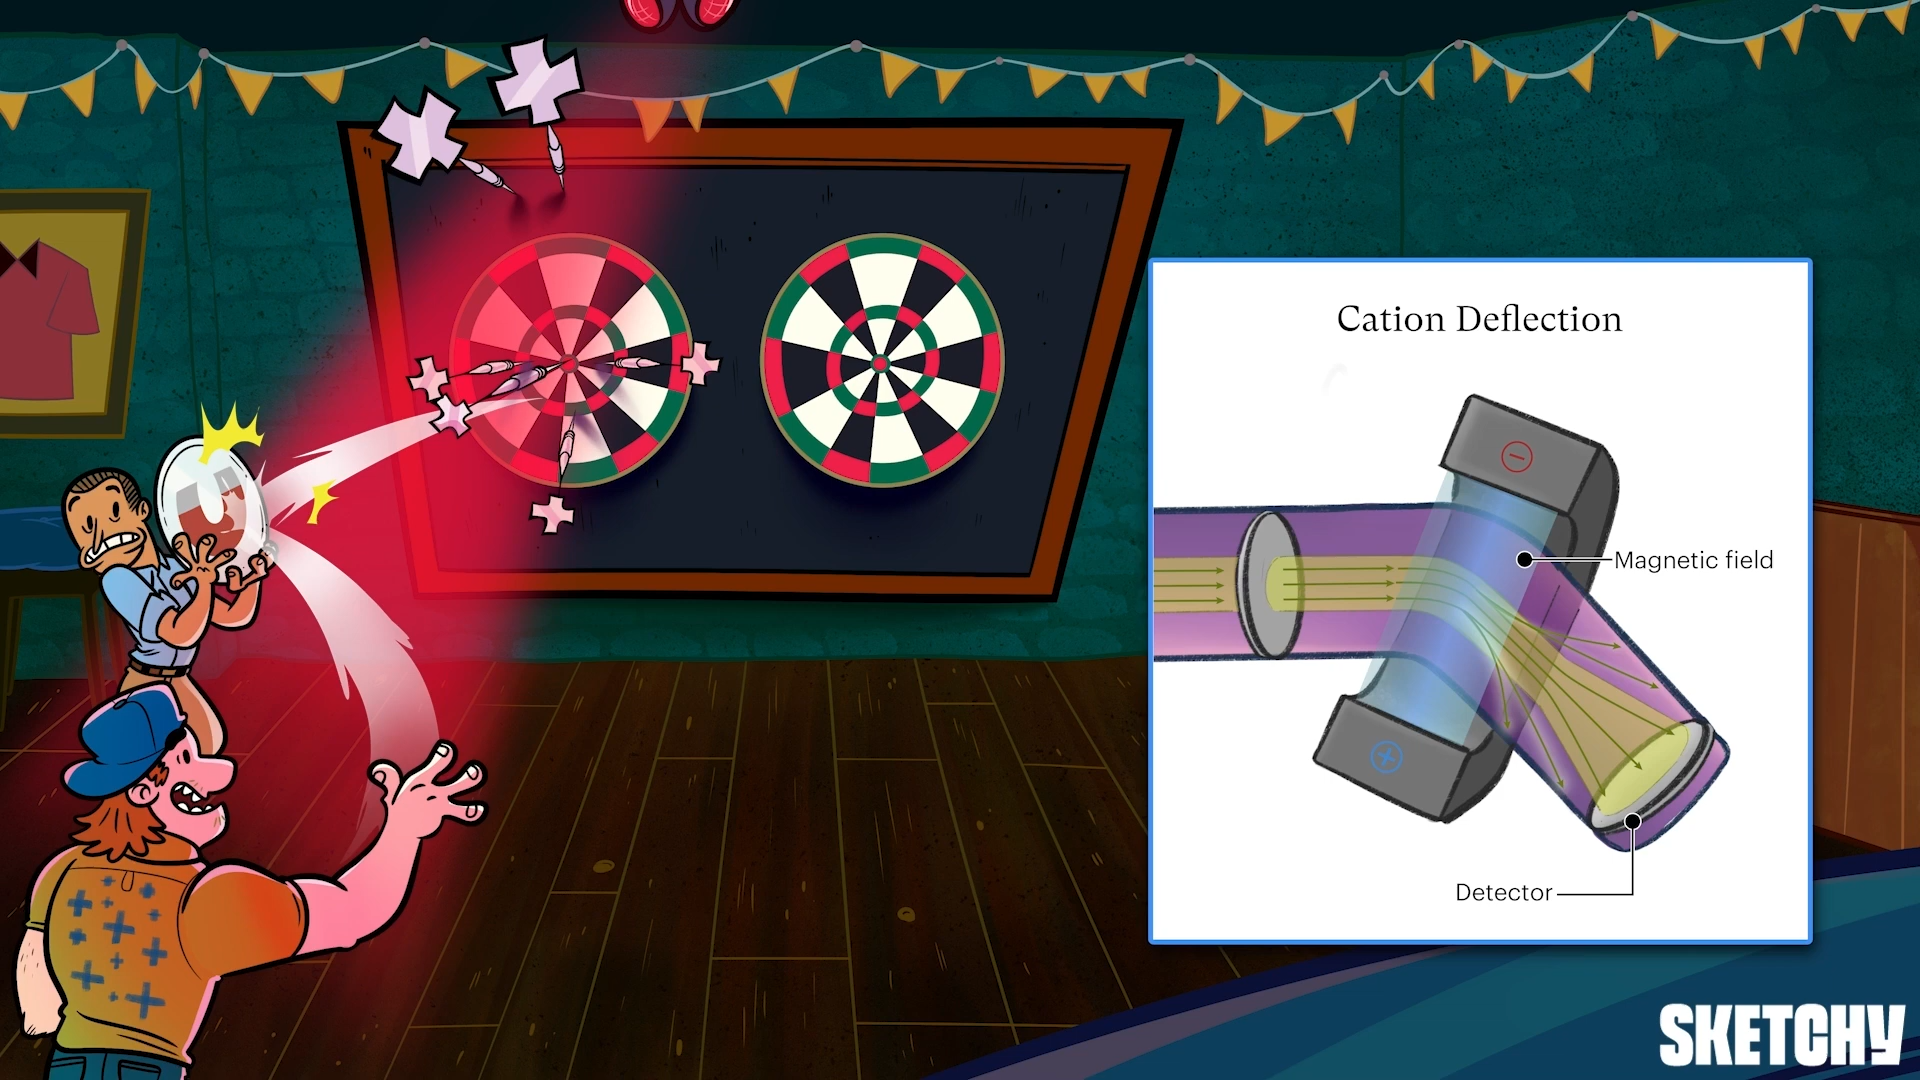 Cation Deflection
−
Magnetic field
+
Detector
SKETCHY